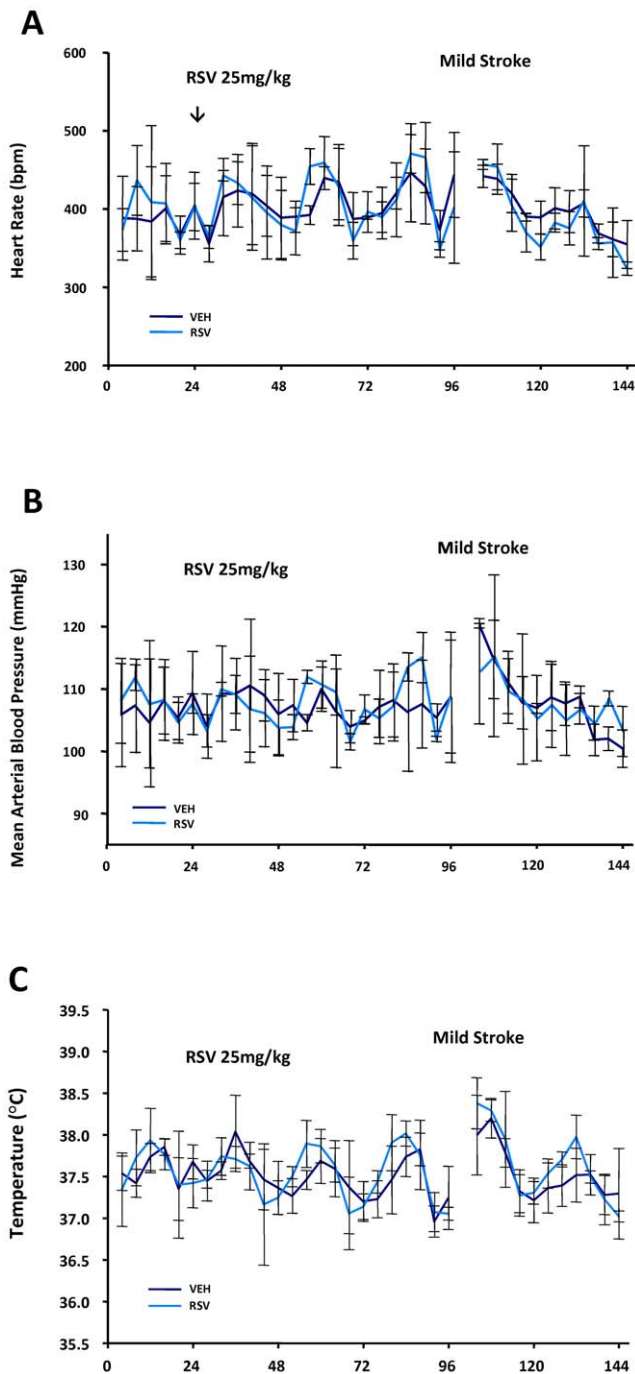 A
600
RSV 25mg/kg
Mild Stroke
↓
500
Heart Rate (bpm)
400
300
VEH
RSV
200
0 24 48 72 96 120 144
B
130
RSV 25mg/kg
Mild Stroke
120
Mean Arterial Blood Pressure (mmHg)
110
100
90
VEH
RSV
0 24 48 72 96 120 144
C
39.5
39.0
RSV 25mg/kg
Mild Stroke
38.5
Temperature (°C)
38.0
37.5
37.0
36.5
36.0
VEH
RSV
35.5
0 24 48 72 96 120 144